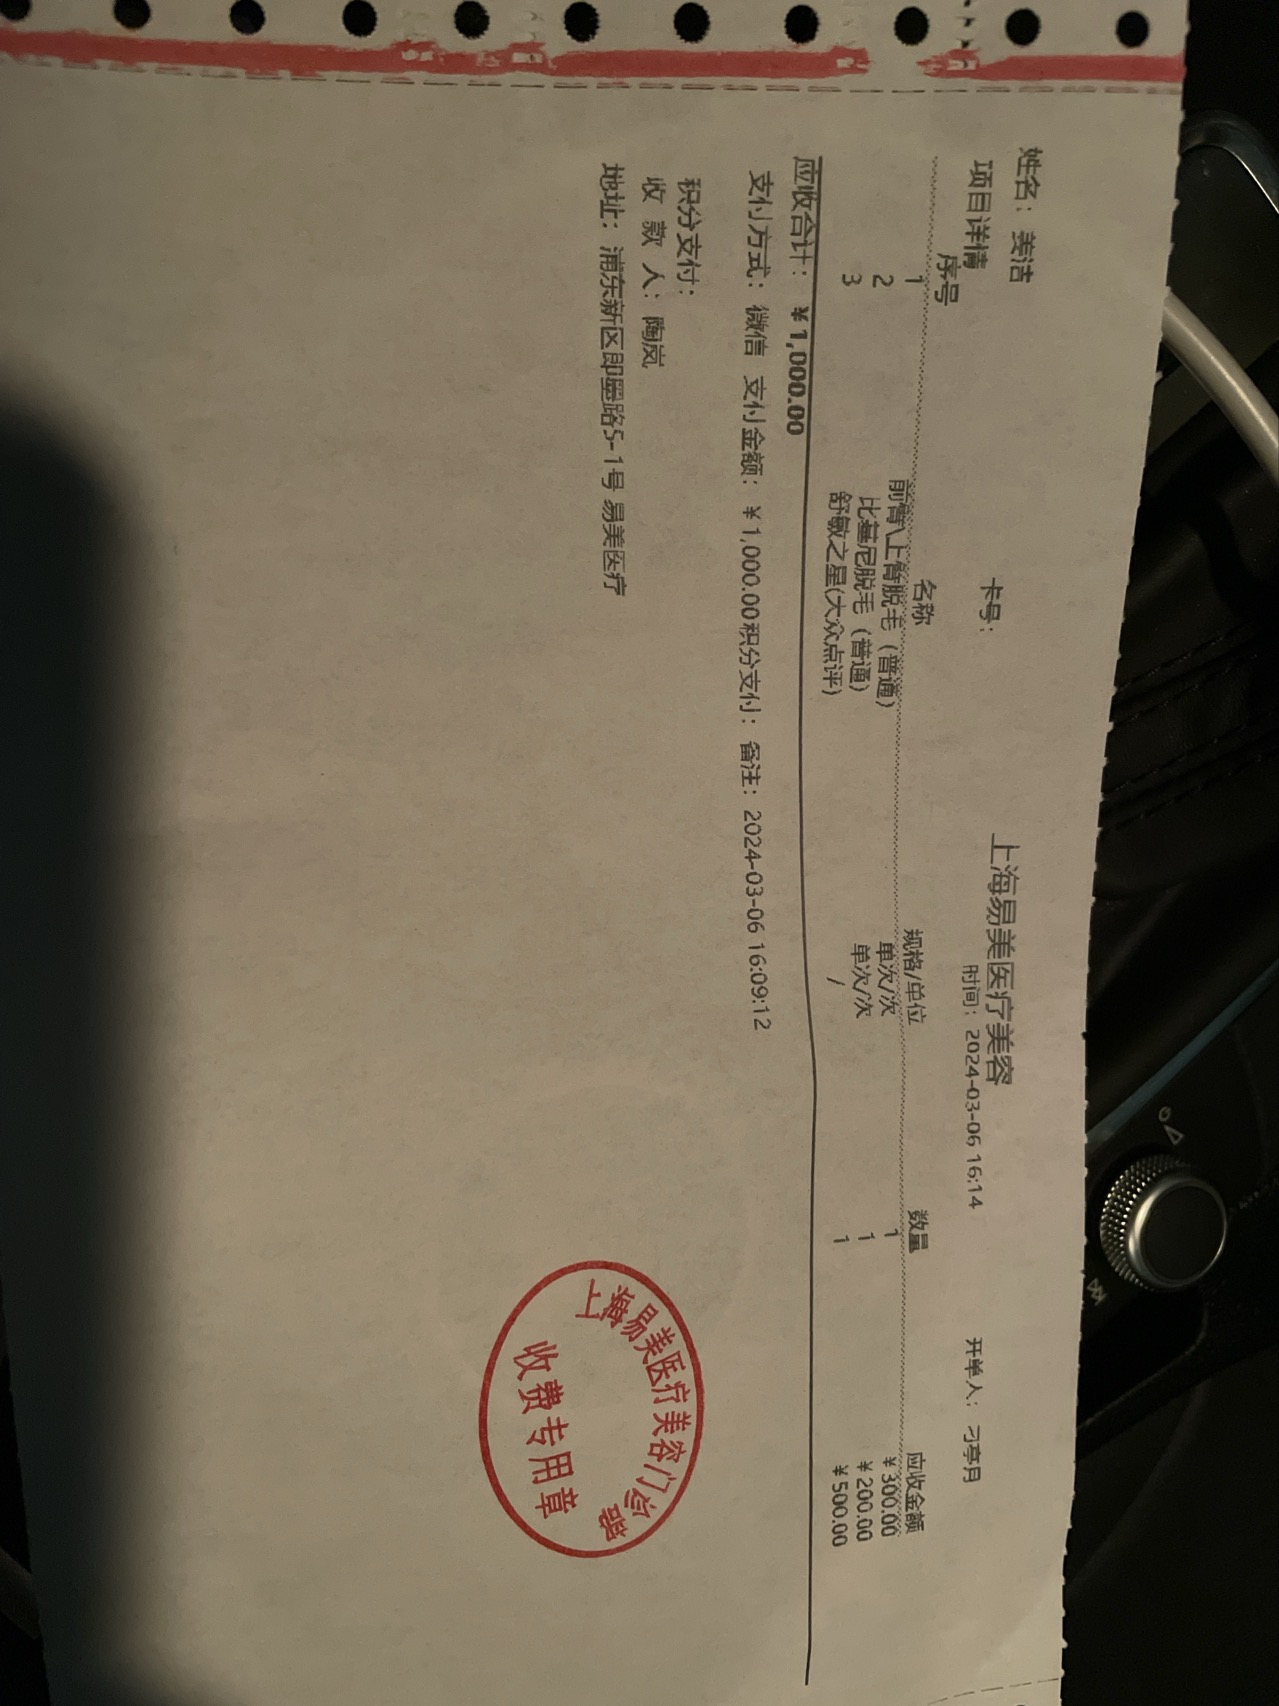 上海易美医疗美容
姓名：姜洁 卡号： 时间：2024-03-06 16:14 开单人：刁亭月
项目详情
序号 名称 规格/单位 数量 应收金额
1 前臂\上臂脱毛（普通） 单次/次 1 ￥300.00
2 比基尼脱毛（普通） 单次/次 1 ￥200.00
3 舒敏之星(大众点评) / 1 ￥500.00
应收合计：￥1,000.00
支付方式：微信 支付金额：￥1,000.00积分支付：备注：2024-03-06 16:09:12
积分支付：
收 款 人：陶岚
地址：浦东新区即墨路5-1号 易美医疗
上海易美医疗美容门诊部
收费专用章